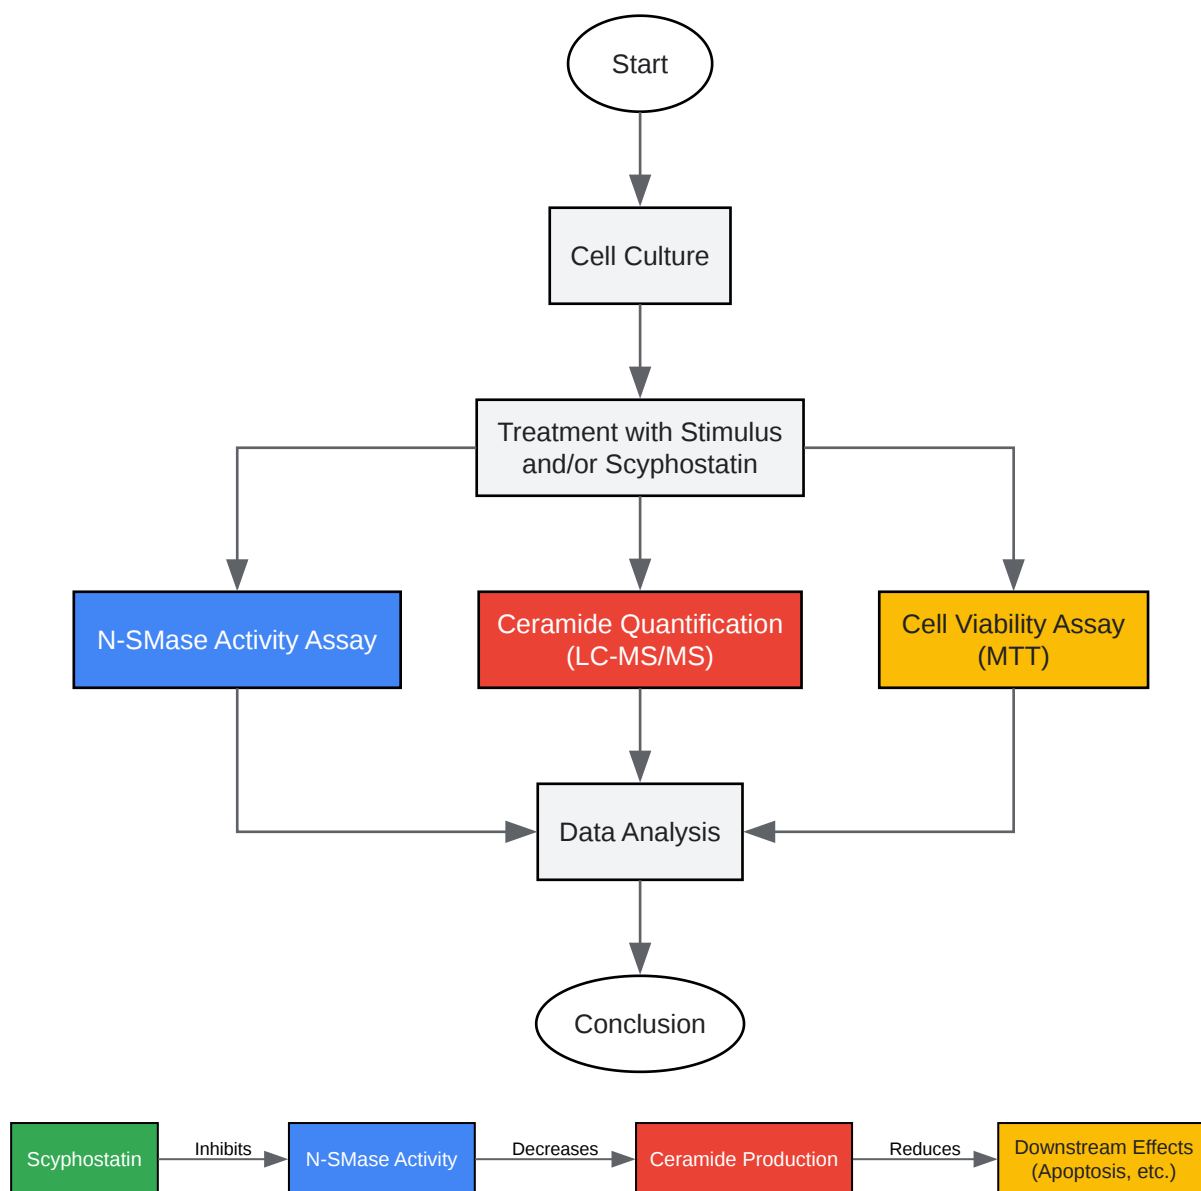 Start
Cell Culture
Treatment with Stimulus
and/or Scyphostatin
N-SMase Activity Assay
Ceramide Quantification
(LC-MS/MS)
Cell Viability Assay
(MTT)
Data Analysis
Conclusion
Scyphostatin
Inhibits
N-SMase Activity
Decreases
Ceramide Production
Reduces
Downstream Effects
(Apoptosis, etc.)